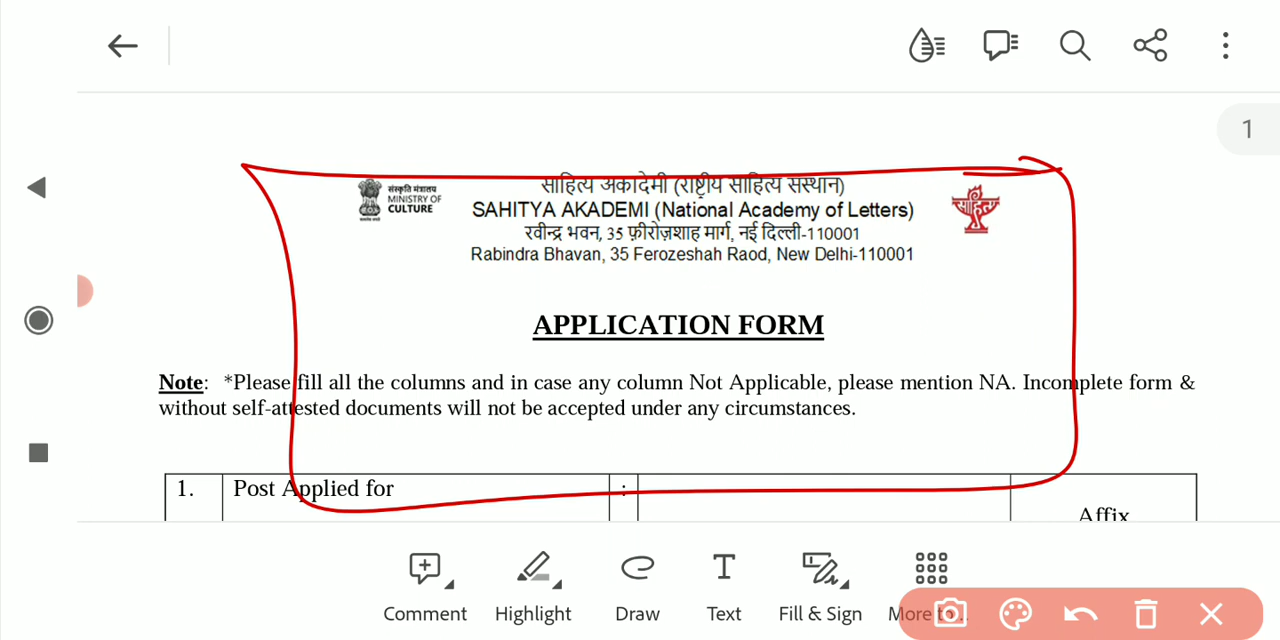 1
साहित्य अकादेमी (राष्ट्रीय साहित्य संस्थान)
संस्कृति मंत्रालय
MINISTRY OF
CULTURE
SAHITYA AKADEMI (National Academy of Letters)
साहित्य
रवीन्द्र भवन, 35 फ़ीरोज़शाह मार्ग, नई दिल्ली-110001
Rabindra Bhavan, 35 Ferozeshah Raod, New Delhi-110001
APPLICATION FORM
Note: *Please fill all the columns and in case any column Not Applicable, please mention NA. Incomplete form &
without self-attested documents will not be accepted under any circumstances.
1. Post Applied for :
Affix
Comment Highlight Draw Text Fill & Sign More